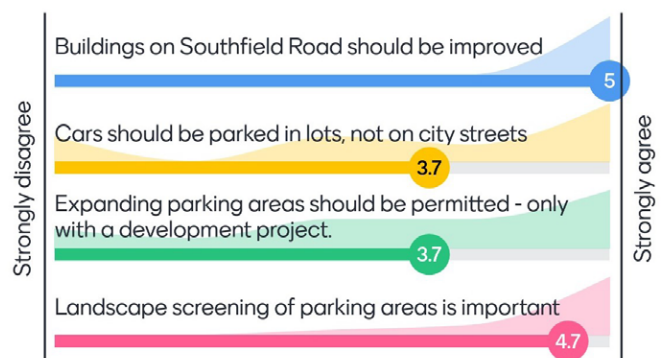 Buildings on Southfield Road should be improved
5
Cars should be parked in lots, not on city streets
3.7
Expanding parking areas should be permitted - only
with a development project.
3.7
Landscape screening of parking areas is important
4.7
Strongly disagree
Strongly agree